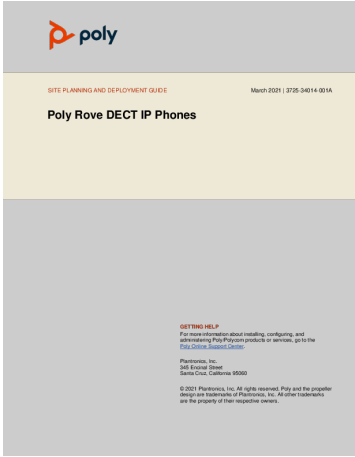 poly
SITE PLANNING AND DEPLOYMENT GUIDE
March 2021 | 3725-34014-001A
Poly Rove DECT IP Phones
GETTING HELP
For more information about installing, configuring, and
administering Poly/Polycom products or services, go to the
Poly Online Support Center.
Plantronics, Inc.
345 Encinal Street
Santa Cruz, California 95060
© 2021 Plantronics, Inc. All rights reserved. Poly and the propeller
design are trademarks of Plantronics, Inc. All other trademarks
are the property of their respective owners.